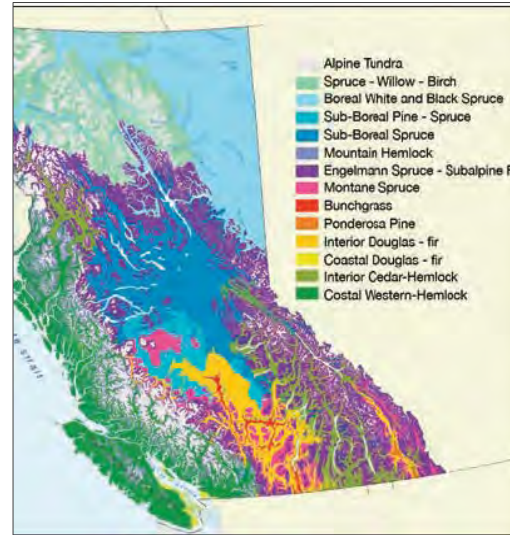 Alpine Tundra
Spruce - Willow - Birch
Boreal White and Black Spruce
Sub-Boreal Pine - Spruce
Sub-Boreal Spruce
Mountain Hemlock
Engelmann Spruce - Subalpine F
Montane Spruce
Bunchgrass
Ponderosa Pine
Interior Douglas - fir
Coastal Douglas - fir
Interior Cedar-Hemlock
Costal Western-Hemlock